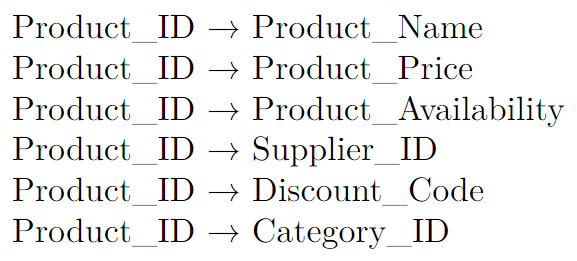 Product_ID → Product_Name
Product_ID → Product_Price
Product_ID → Product_Availability
Product_ID → Supplier_ID
Product_ID → Discount_Code
Product_ID → Category_ID